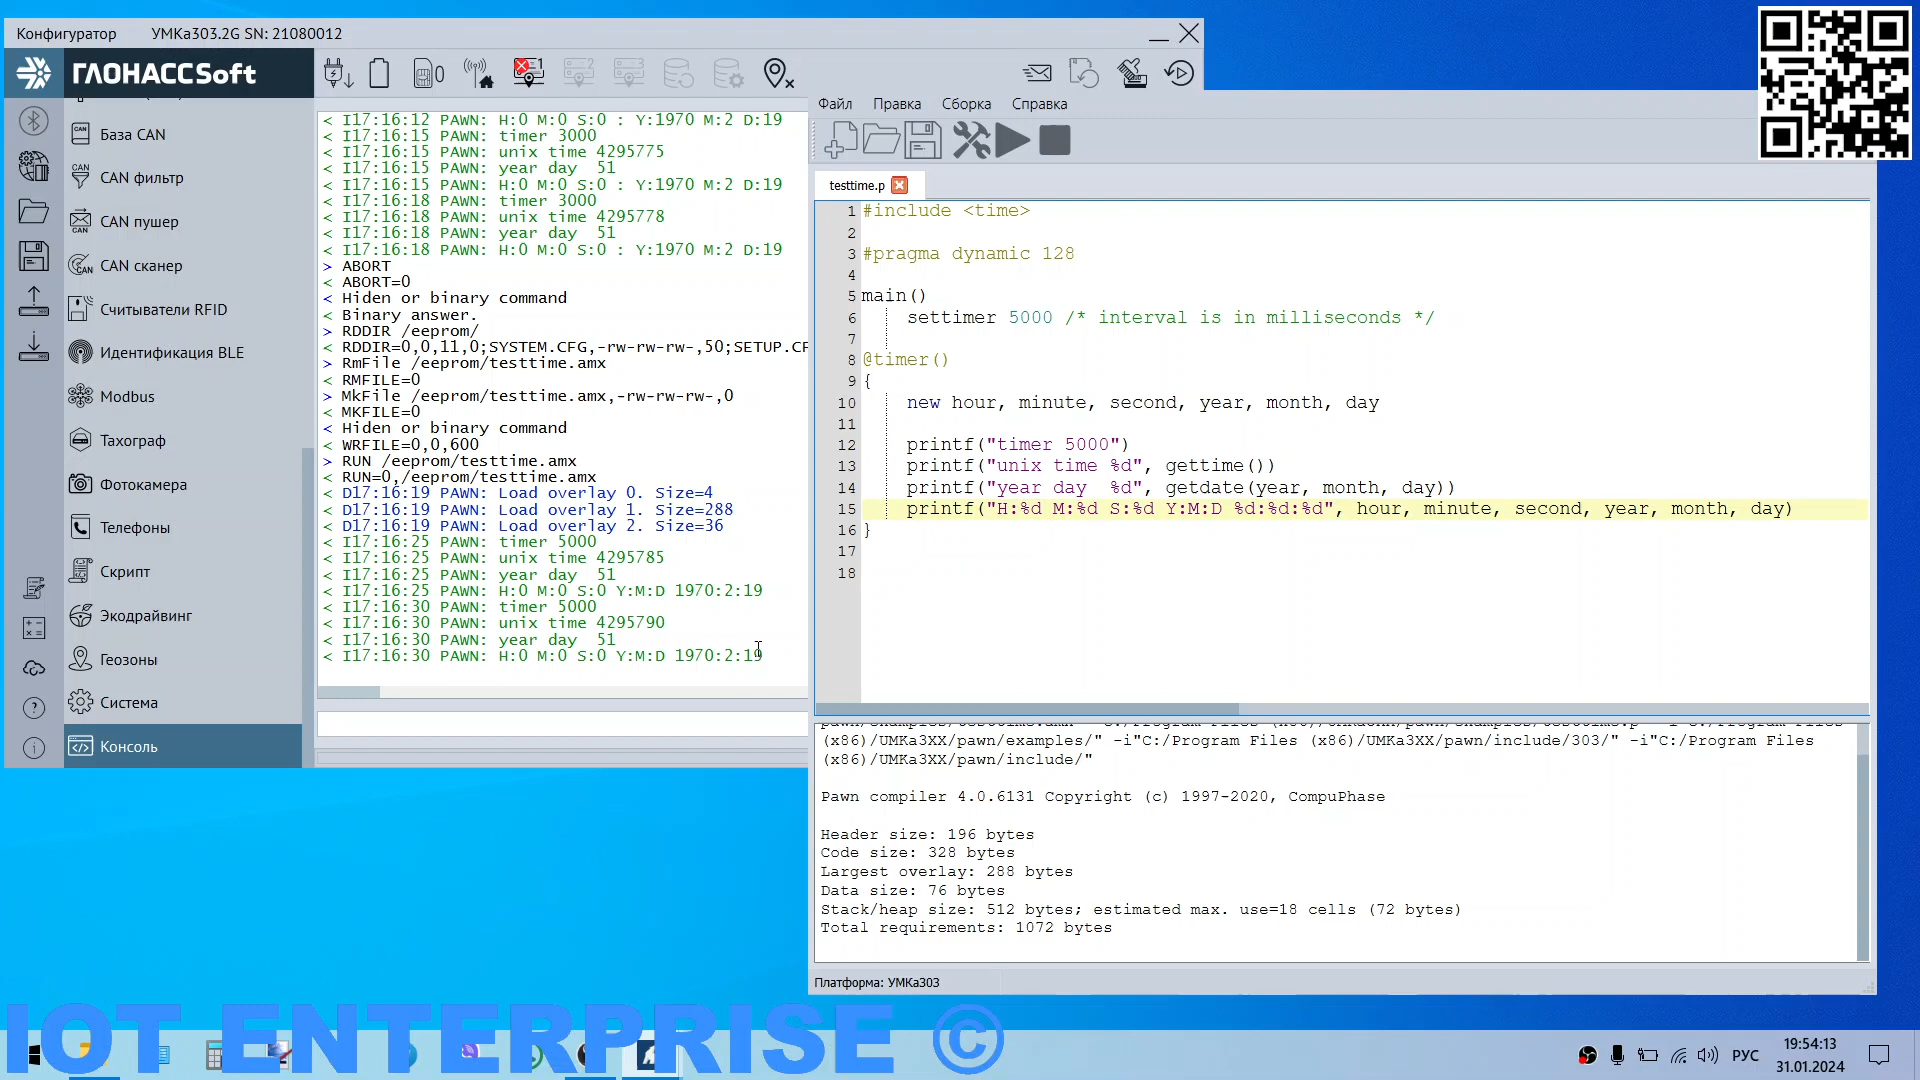 Конфигуратор УМКа303.2G SN: 21080012
ГЛОНАССSoft
База CAN
CAN фильтр
CAN пушер
CAN сканер
Считыватели RFID
Идентификация BLE
Modbus
Тахограф
Фотокамера
Телефоны
Скрипт
Экодрайвинг
Геозоны
Система
Консоль
0
1
2
3
< I17:16:12 PAWN: H:0 M:0 S:0 : Y:1970 M:2 D:19
< I17:16:15 PAWN: timer 3000
< I17:16:15 PAWN: unix time 4295775
< I17:16:15 PAWN: year day  51
< I17:16:15 PAWN: H:0 M:0 S:0 : Y:1970 M:2 D:19
< I17:16:18 PAWN: timer 3000
< I17:16:18 PAWN: unix time 4295778
< I17:16:18 PAWN: year day  51
< I17:16:18 PAWN: H:0 M:0 S:0 : Y:1970 M:2 D:19
> ABORT
< ABORT=0
< Hiden or binary command
< Binary answer.
> RDDIR /eeprom/
< RDDIR=0,0,11,0;SYSTEM.CFG,-rw-rw-rw-,50;SETUP.CF
> RmFile /eeprom/testtime.amx
< RMFILE=0
> MkFile /eeprom/testtime.amx,-rw-rw-rw-,0
< MKFILE=0
< Hiden or binary command
< WRFILE=0,0,600
> RUN /eeprom/testtime.amx
< RUN=0,/eeprom/testtime.amx
< D17:16:19 PAWN: Load overlay 0. Size=4
< D17:16:19 PAWN: Load overlay 1. Size=288
< D17:16:19 PAWN: Load overlay 2. Size=36
< I17:16:25 PAWN: timer 5000
< I17:16:25 PAWN: unix time 4295785
< I17:16:25 PAWN: year day  51
< I17:16:25 PAWN: H:0 M:0 S:0 Y:M:D 1970:2:19
< I17:16:30 PAWN: timer 5000
< I17:16:30 PAWN: unix time 4295790
< I17:16:30 PAWN: year day  51
< I17:16:30 PAWN: H:0 M:0 S:0 Y:M:D 1970:2:19
Файл Правка Сборка Справка
testtime.p
1 #include <time>
2
3 #pragma dynamic 128
4
5 main()
6 settimer 5000 /* interval is in milliseconds */
7
8 @timer()
9 {
10 new hour, minute, second, year, month, day
11
12 printf("timer 5000")
13 printf("unix time %d", gettime())
14 printf("year day  %d", getdate(year, month, day))
15 printf("H:%d M:%d S:%d Y:M:D %d:%d:%d", hour, minute, second, year, month, day)
16 }
17
18
(x86)/UMKa3XX/pawn/examples/" -i"C:/Program Files (x86)/UMKa3XX/pawn/include/303/" -i"C:/Program Files
(x86)/UMKa3XX/pawn/include/"
Pawn compiler 4.0.6131 Copyright (c) 1997-2020, CompuPhase
Header size: 196 bytes
Code size: 328 bytes
Largest overlay: 288 bytes
Data size: 76 bytes
Stack/heap size: 512 bytes; estimated max. use=18 cells (72 bytes)
Total requirements: 1072 bytes
Платформа: УМКа303
IOT ENTERPRISE ©
РУС
19:54:13
31.01.2024